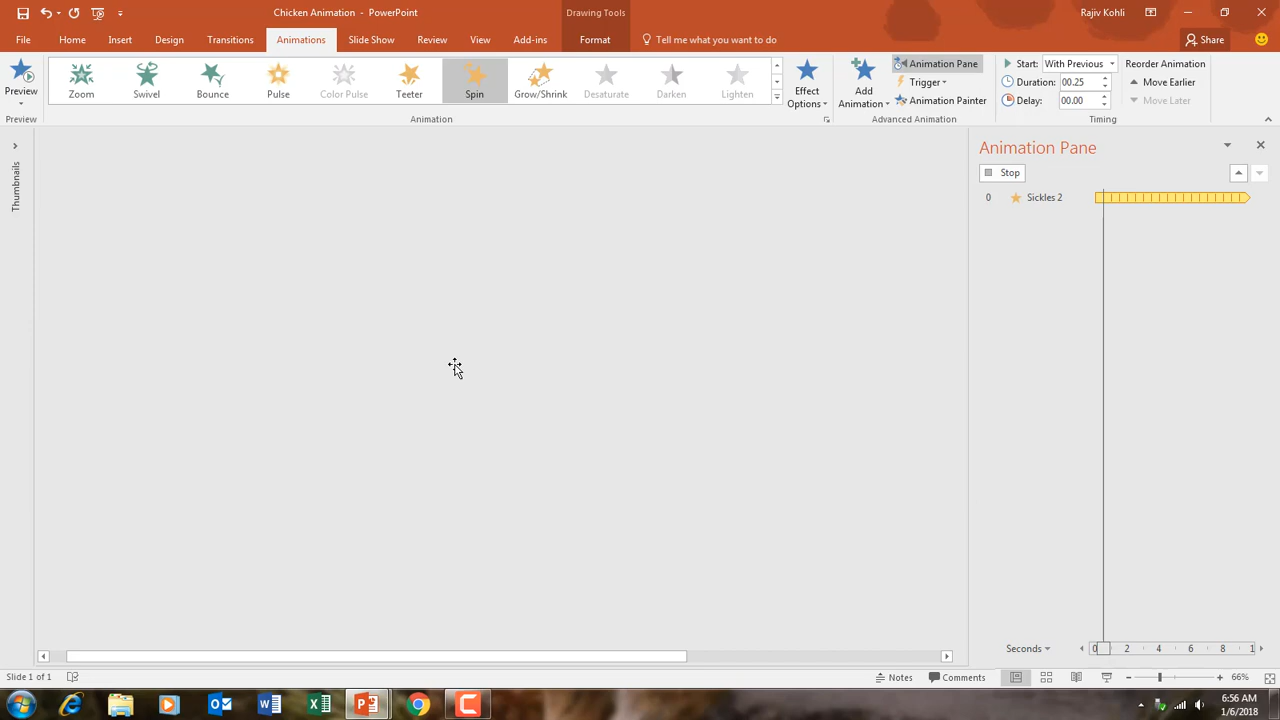 Chicken Animation - PowerPoint
Drawing Tools
Rajiv Kohli
File Home Insert Design Transitions Animations Slide Show Review View Add-ins Format Tell me what you want to do
Share
Preview
Zoom Swivel Bounce Pulse Color Pulse Teeter Spin Grow/Shrink Desaturate Darken Lighten
Effect Options
Add Animation
Animation Pane
Trigger
Animation Painter
Start: With Previous
Duration: 00.25
Delay: 00.00
Reorder Animation
Move Earlier
Move Later
Preview Animation Advanced Animation Timing
Thumbnails
Animation Pane
Stop
0 Sickles 2
Seconds 0 2 4 6 8 1
Slide 1 of 1
Notes Comments 66%
6:56 AM
1/6/2018